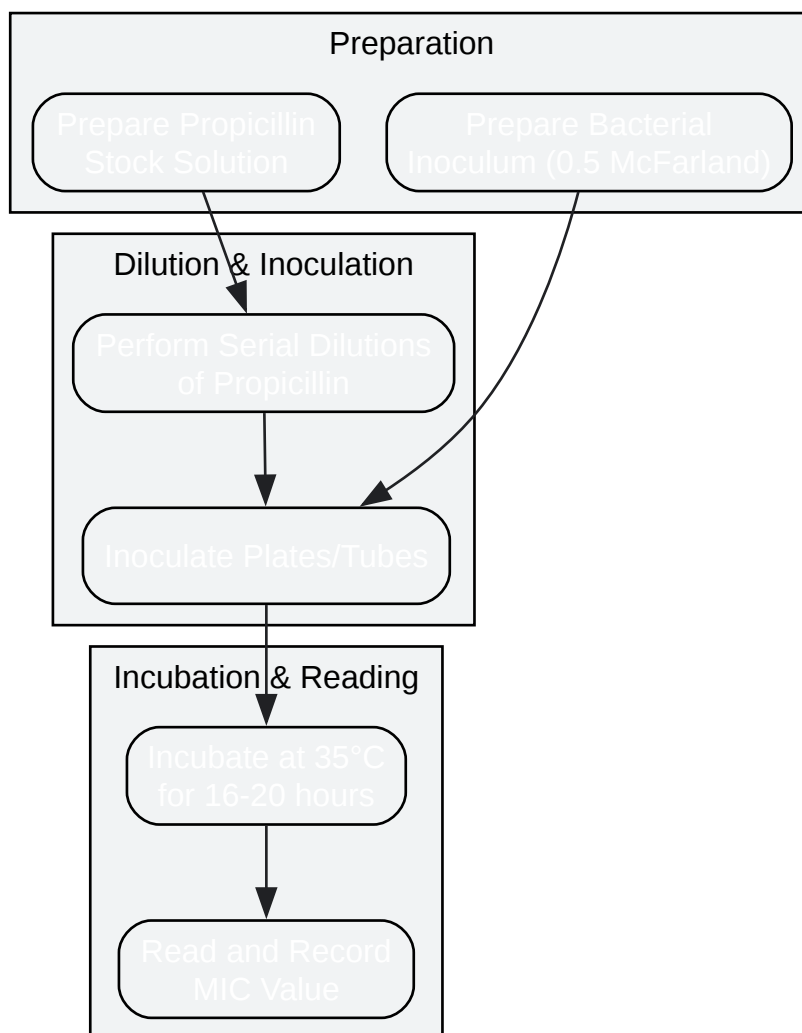 Preparation
Prepare Propicillin
Stock Solution
Prepare Bacterial
Inoculum (0.5 McFarland)
Dilution & Inoculation
Perform Serial Dilutions
of Propicillin
Inoculate Plates/Tubes
Incubation & Reading
Incubate at 35°C
for 16-20 hours
Read and Record
MIC Value